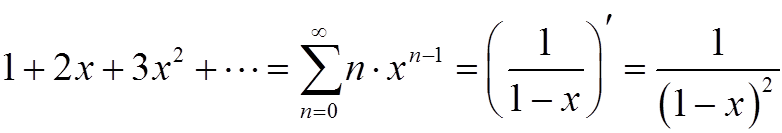 1 + 2x + 3x² + ⋯ = ∑_{n=0}^{∞} n · x^{n−1} = (1/(1 − x))′ = 1/(1 − x)²